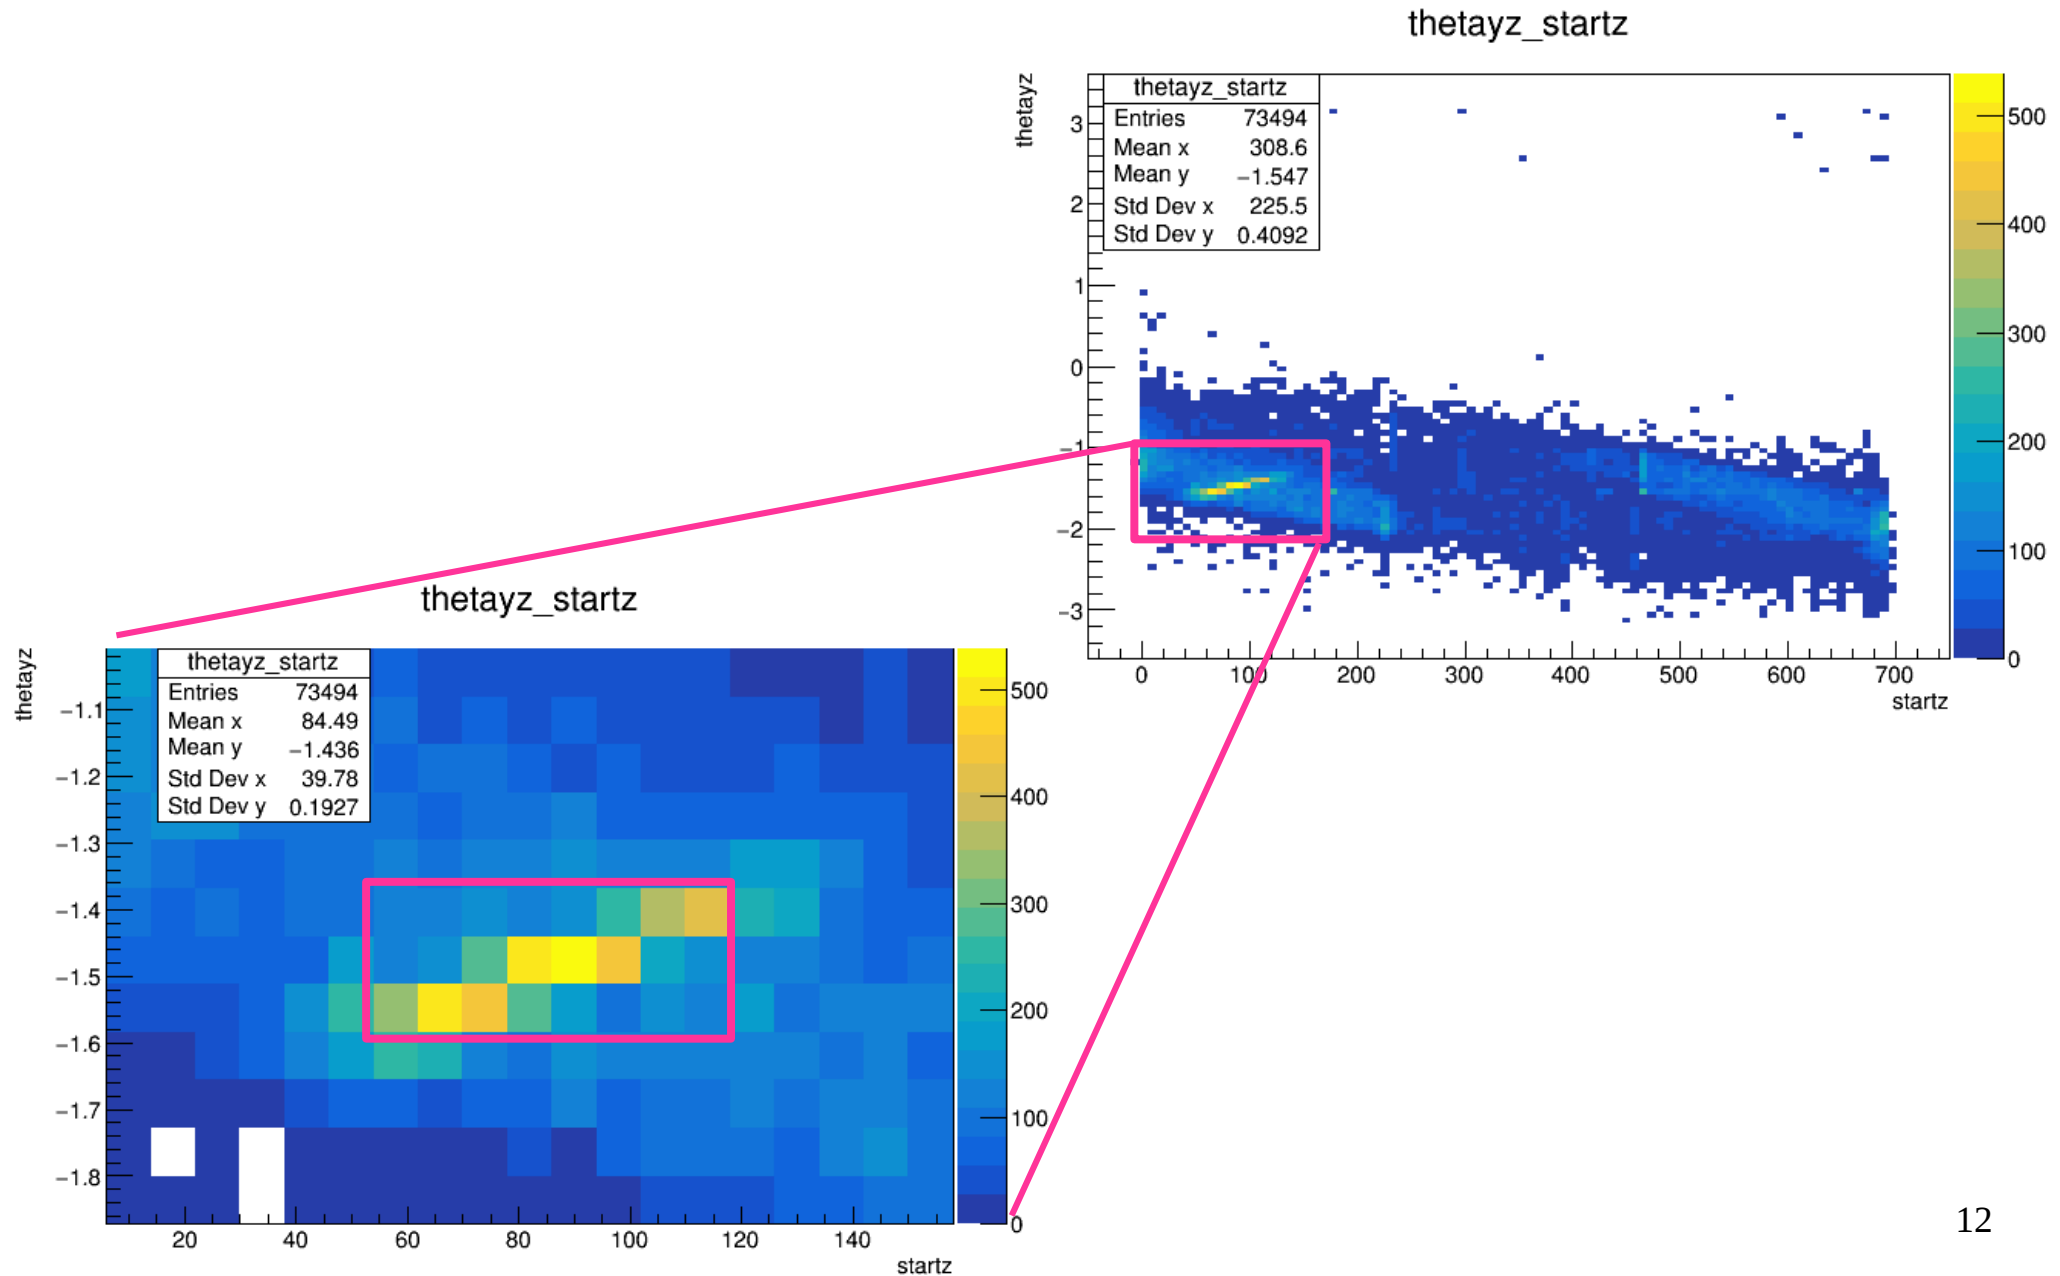 thetayz_startz
thetayz
thetayz_startz
Entries 73494
Mean x 308.6
Mean y −1.547
Std Dev x 225.5
Std Dev y 0.4092
3
2
1
0
−1
−2
−3
0 100 200 300 400 500 600 700
startz
500
400
300
200
100
0
thetayz_startz
thetayz
thetayz_startz
Entries 73494
Mean x 84.49
Mean y −1.436
Std Dev x 39.78
Std Dev y 0.1927
−1.1
−1.2
−1.3
−1.4
−1.5
−1.6
−1.7
−1.8
20 40 60 80 100 120 140
startz
500
400
300
200
100
0
12